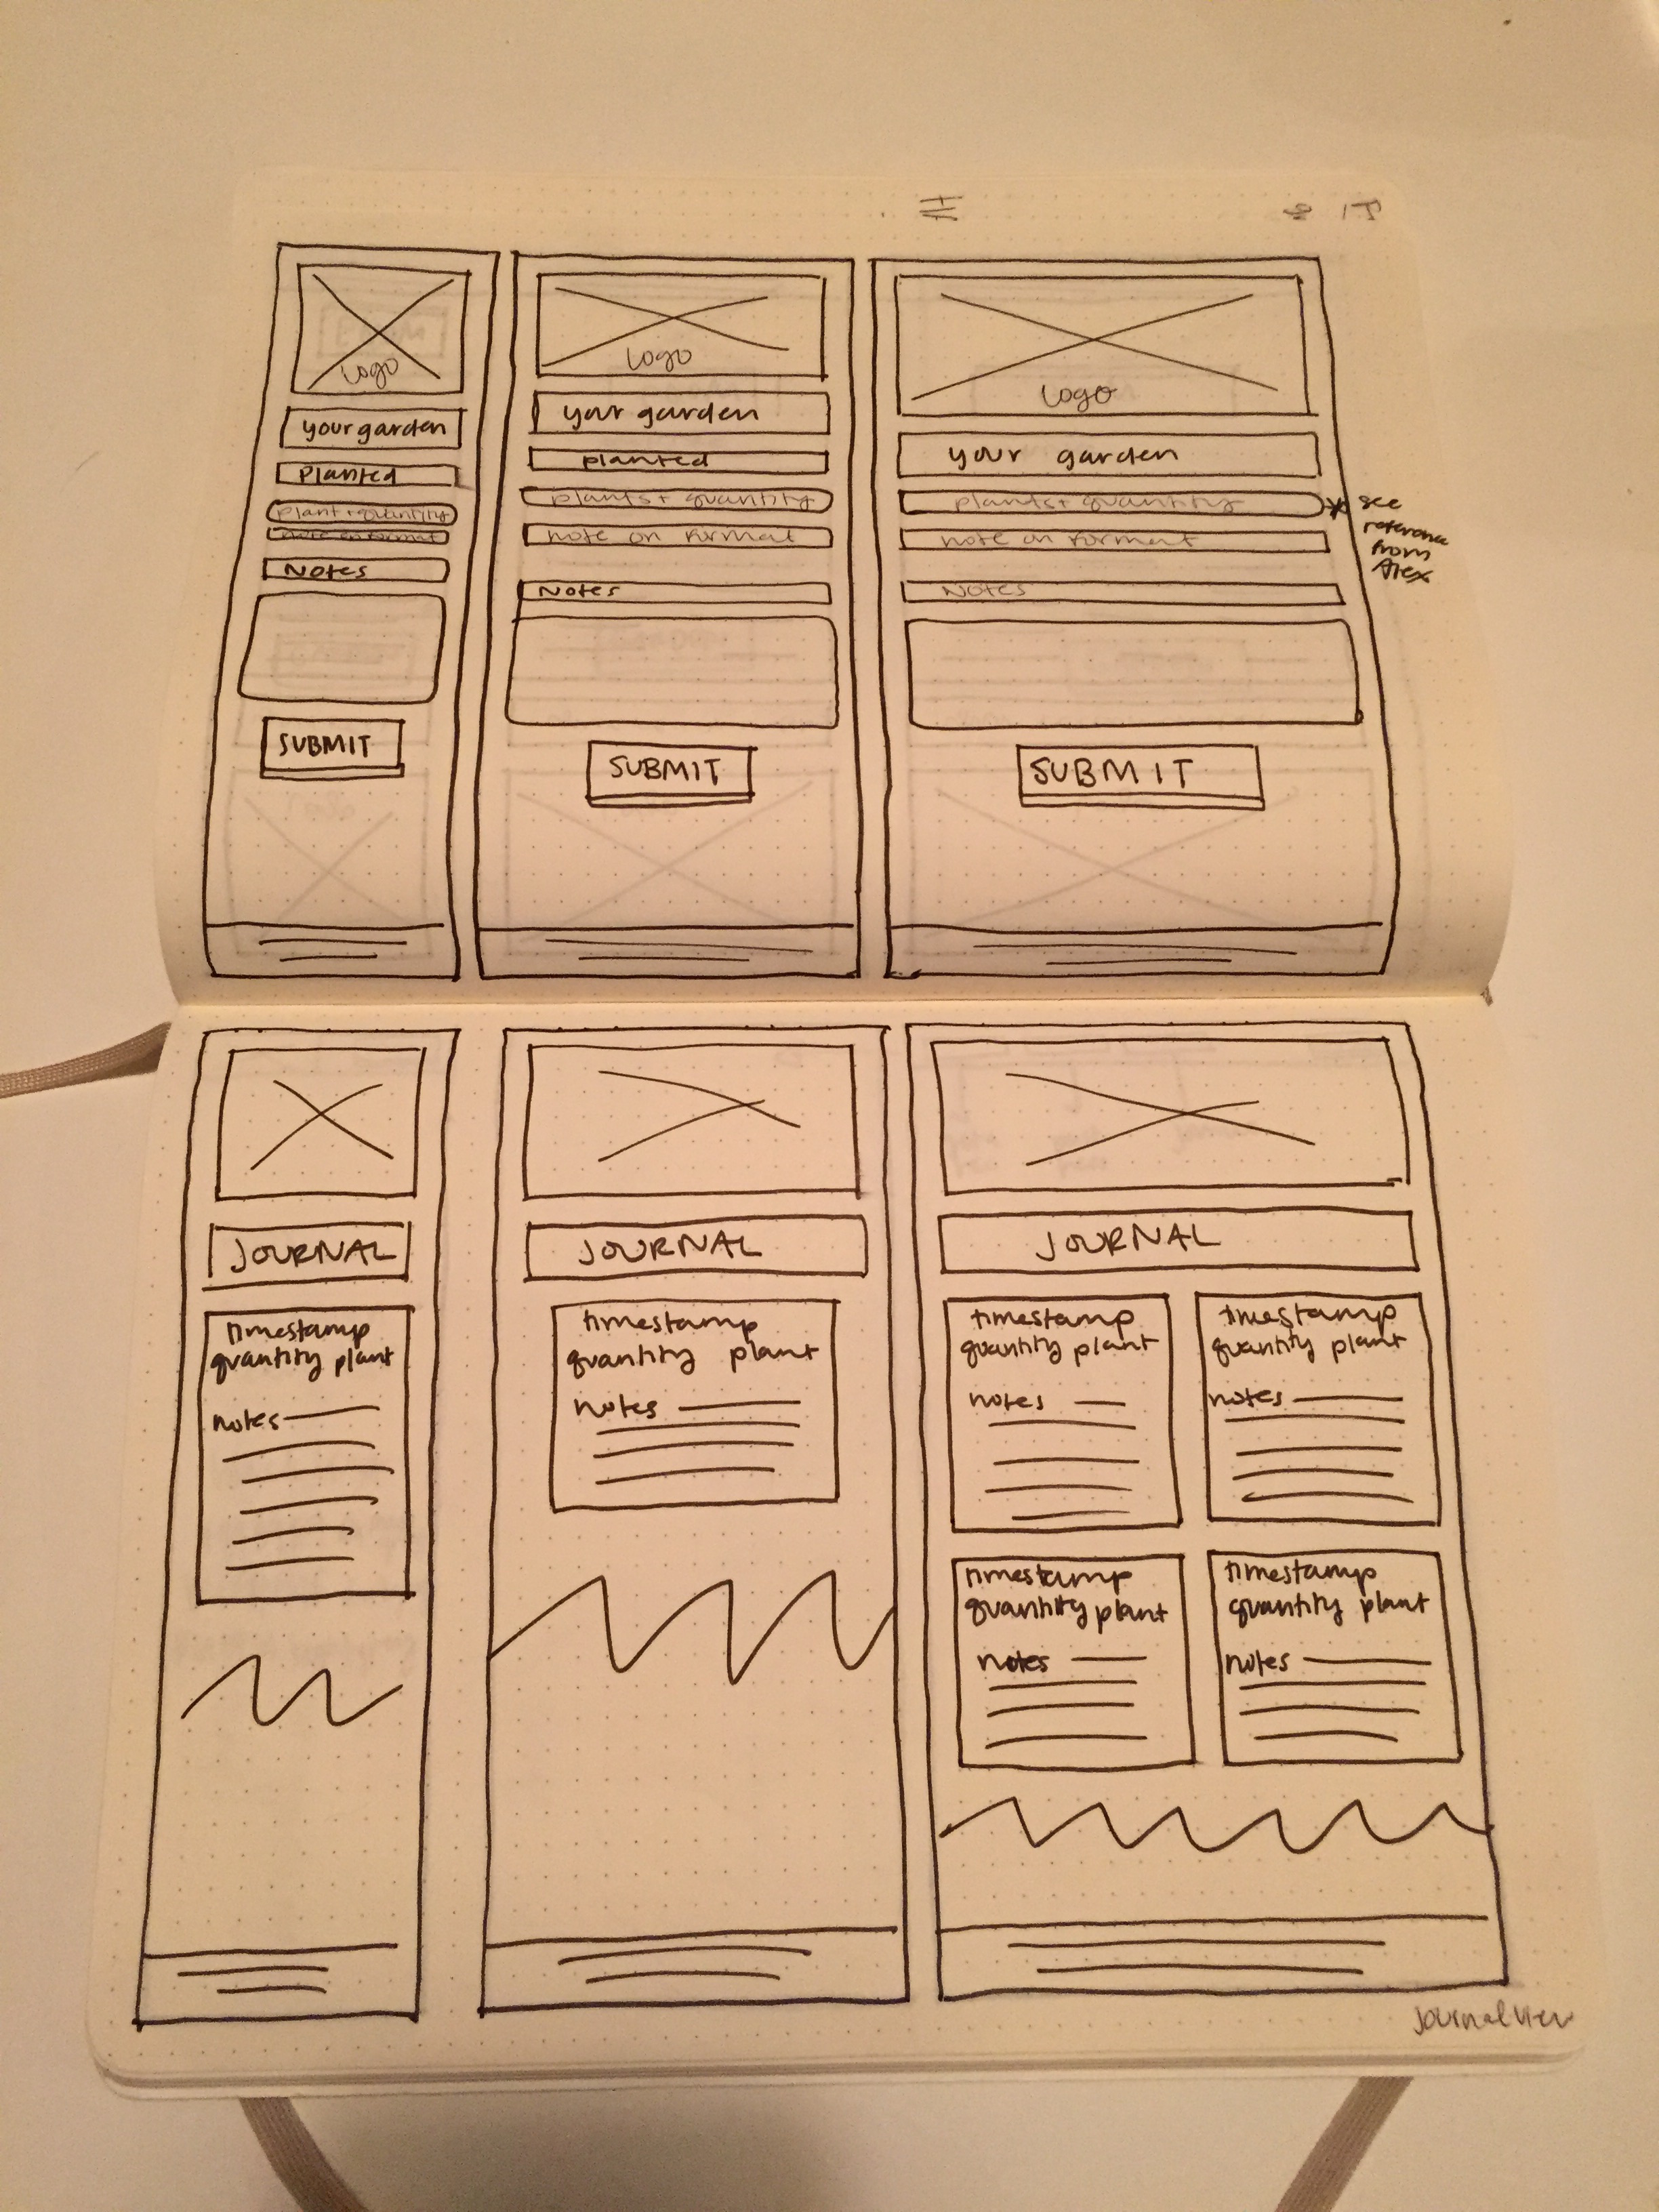 Logo
your garden
Planted
plant + quantity
note on format
Notes
SUBMIT
Logo
your garden
planted
plants + quantity
note on format
Notes
SUBMIT
Logo
your garden
plants + quantity
note on format
Notes
SUBMIT
* see
reference
from
Alex
JOURNAL
timestamp
quantity plant
notes
JOURNAL
timestamp
quantity plant
notes
JOURNAL
timestamp
quantity plant
notes
timestamp
quantity plant
notes
timestamp
quantity plant
notes
timestamp
quantity plant
notes
Journal View